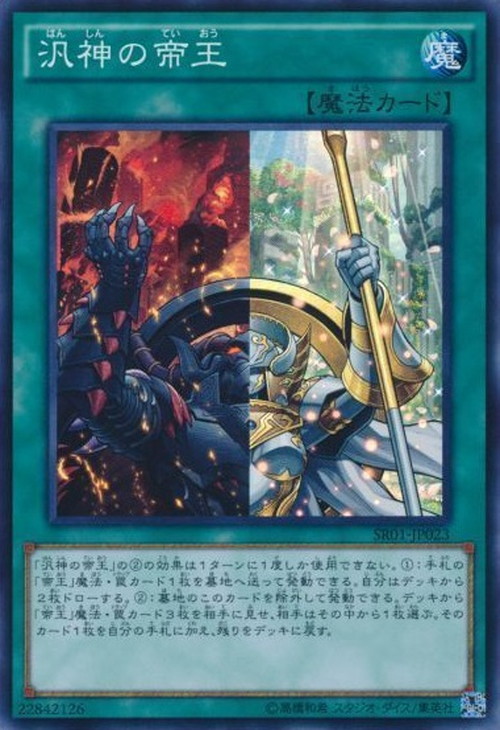 汎神の帝王
はん しん てい おう
魔
【魔法カード】
ま ほう
SR01-JP023
「汎神の帝王」の②の効果は1ターンに1度しか使用できない。①：手札の
「帝王」魔法・罠カード1枚を墓地へ送って発動できる。自分はデッキから
2枚ドローする。②：墓地のこのカードを除外して発動できる。デッキから
「帝王」魔法・罠カード3枚を相手に見せ、相手はその中から1枚選ぶ。その
カード1枚を自分の手札に加え、残りをデッキに戻す。
22842126
©高橋和希 スタジオ・ダイス/集英社